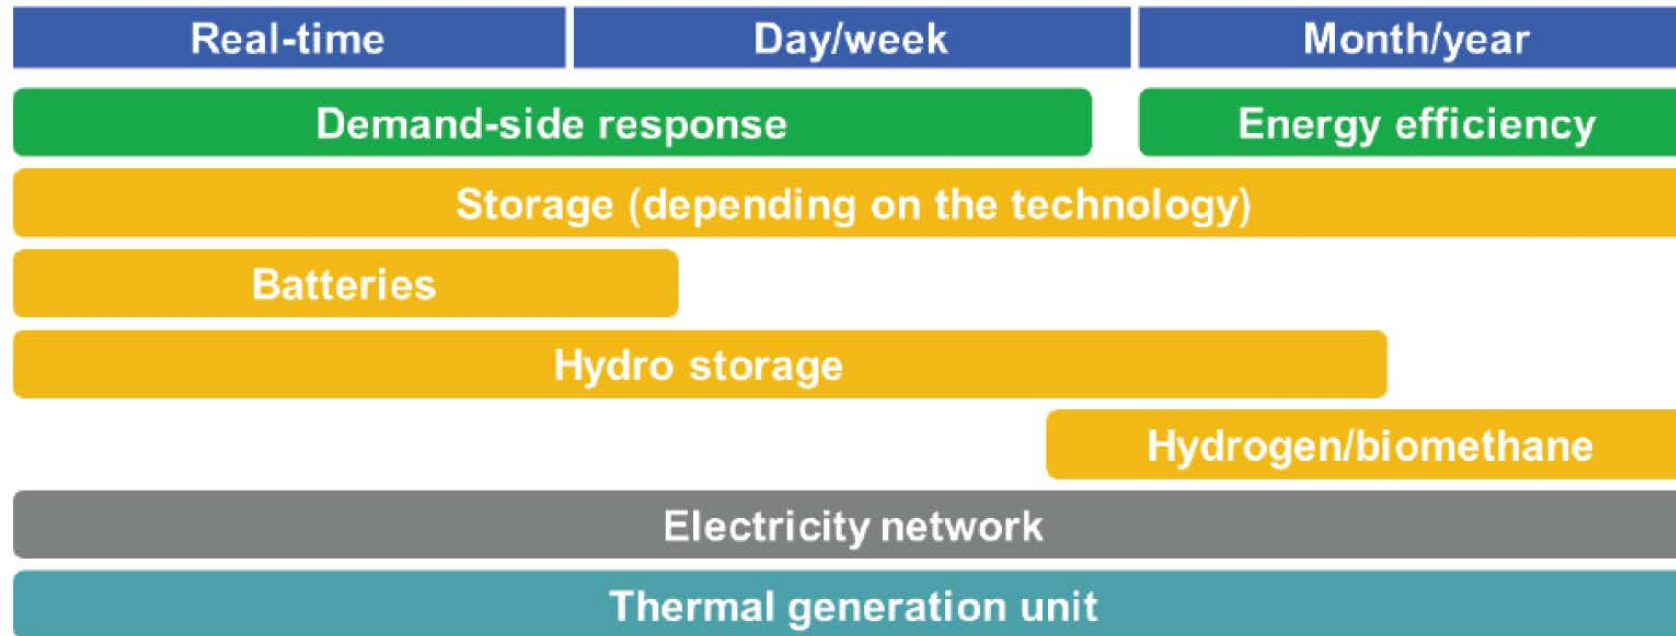 Real-time
Day/week
Month/year
Demand-side response
Energy efficiency
Storage (depending on the technology)
Batteries
Hydro storage
Hydrogen/biomethane
Electricity network
Thermal generation unit